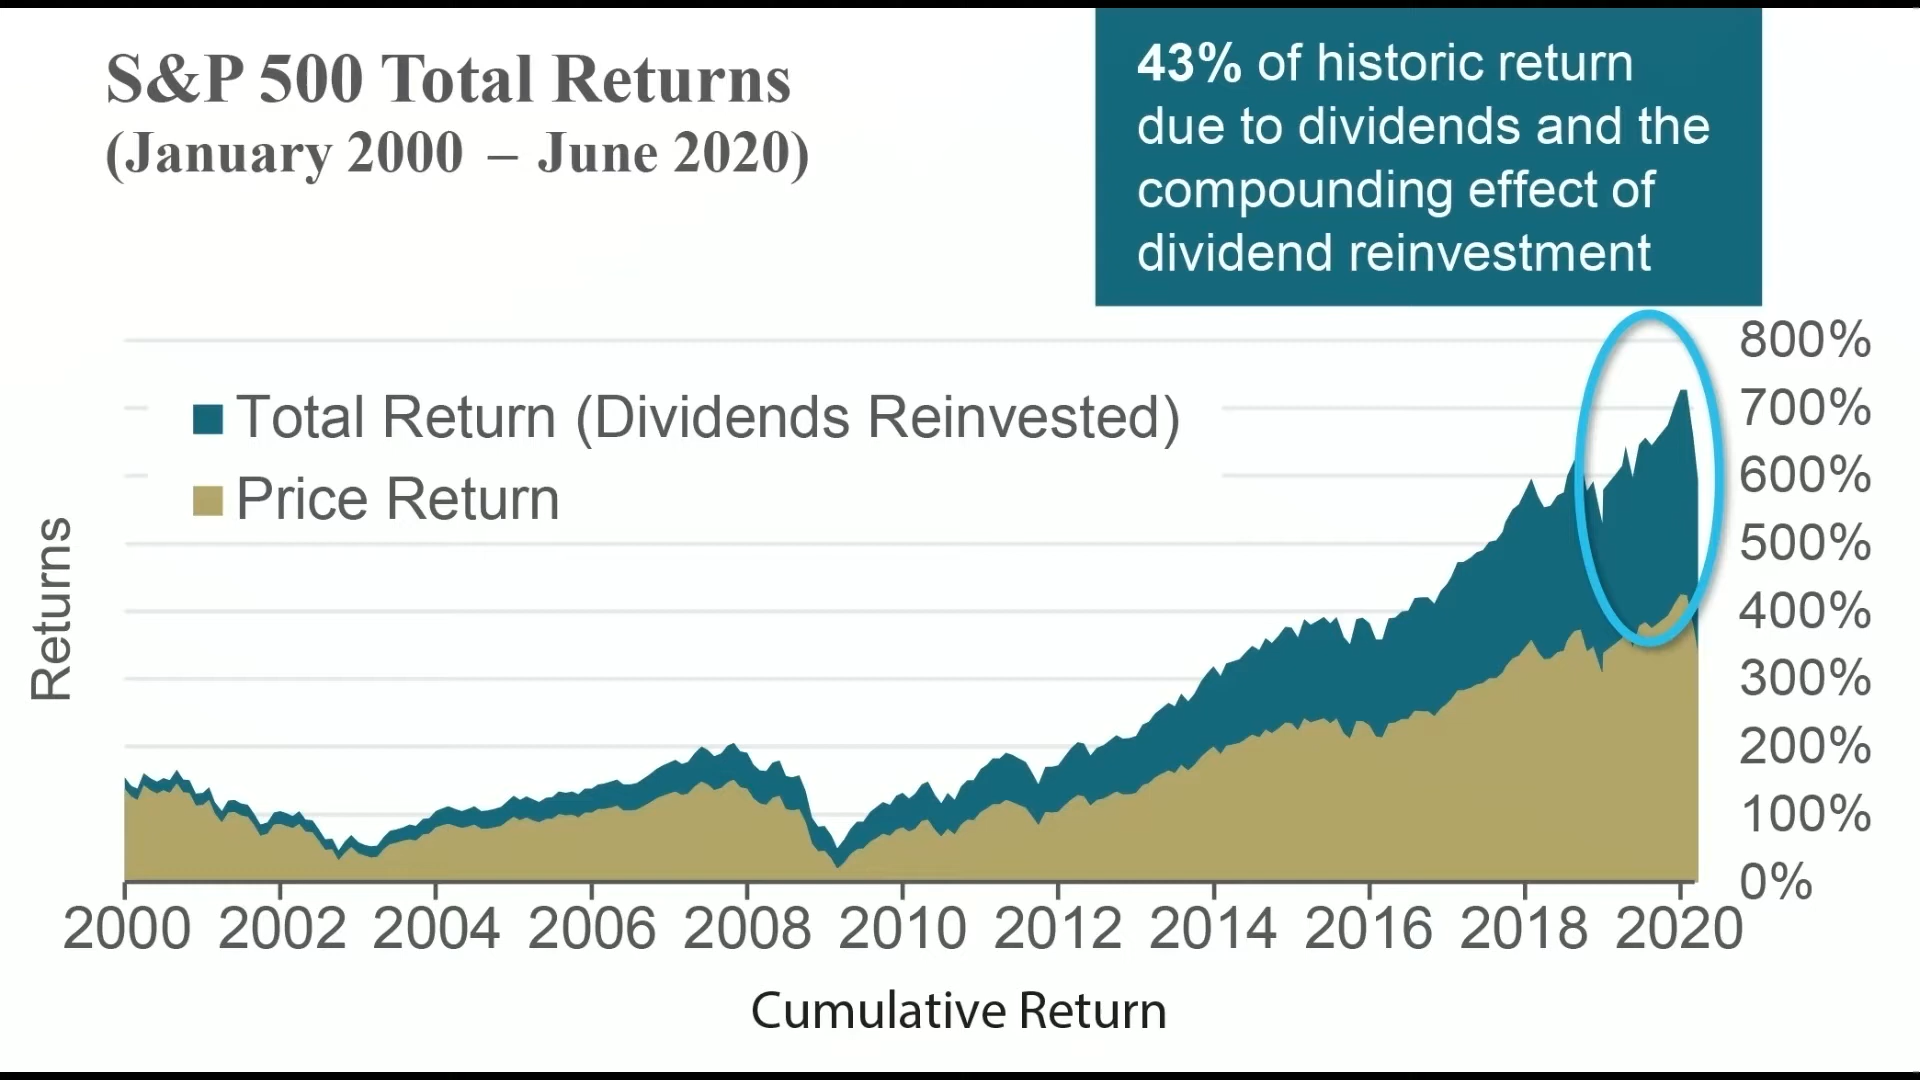 S&P 500 Total Returns
(January 2000 – June 2020)
43% of historic return
due to dividends and the
compounding effect of
dividend reinvestment
Total Return (Dividends Reinvested)
Price Return
Returns
800%
700%
600%
500%
400%
300%
200%
100%
0%
2000 2002 2004 2006 2008 2010 2012 2014 2016 2018 2020
Cumulative Return